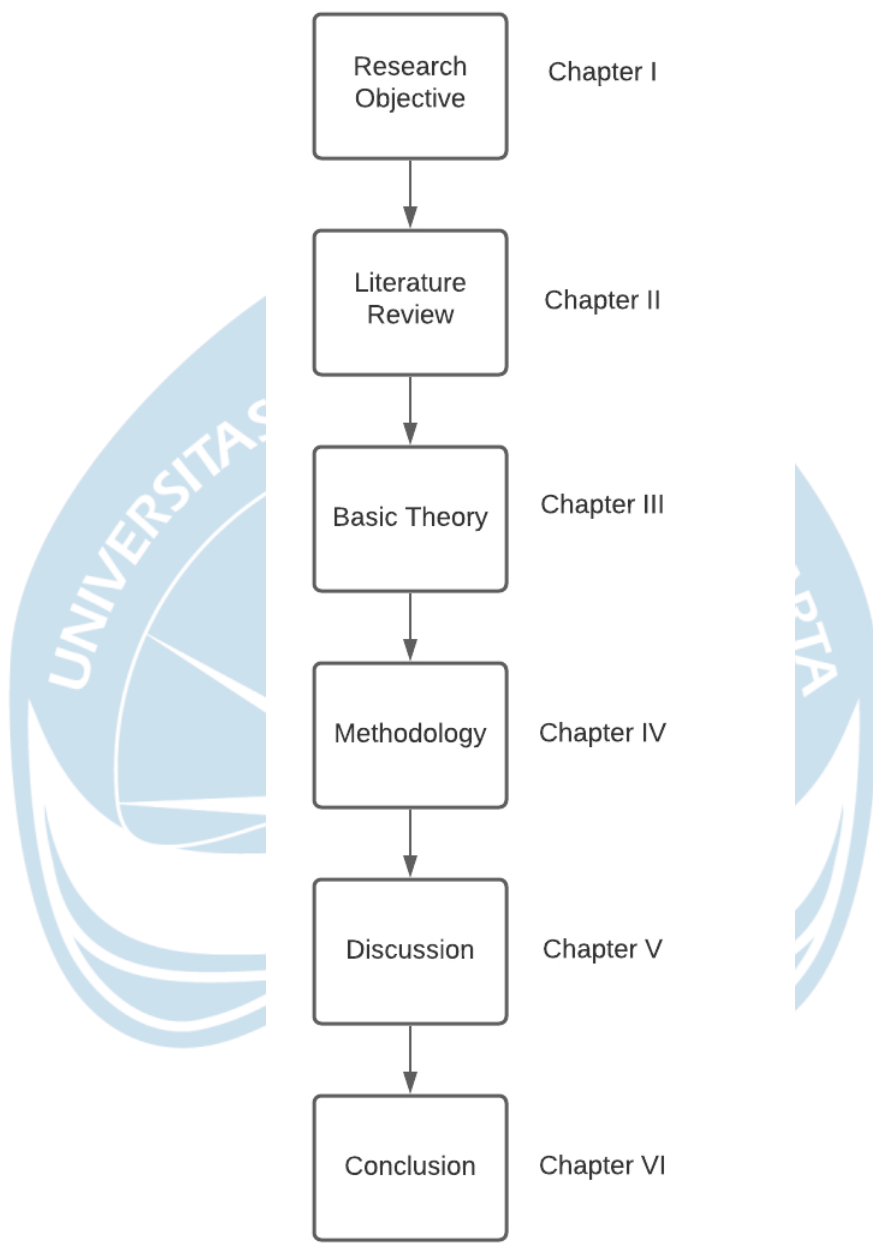 Research
Objective
Chapter I
Literature
Review
Chapter II
UNIVERSITAS
Basic Theory
Chapter III
Methodology
Chapter IV
Discussion
Chapter V
Conclusion
Chapter VI